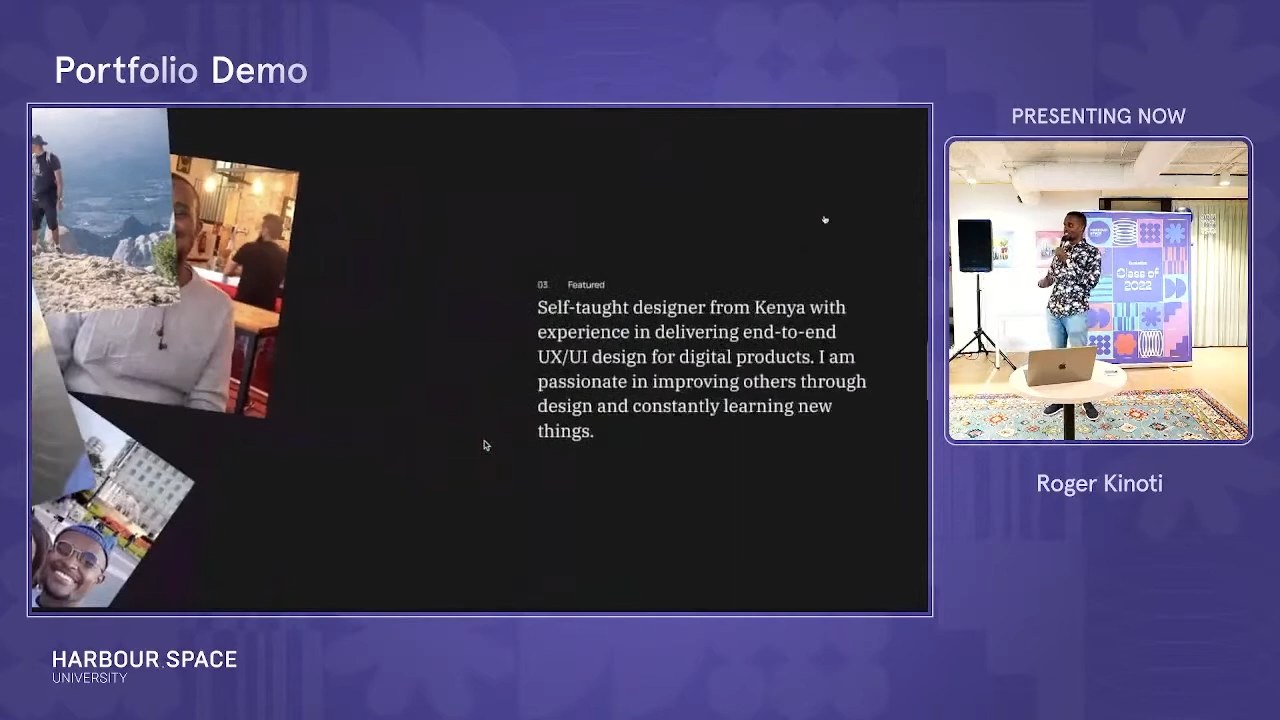 Portfolio Demo
PRESENTING NOW
03 Featured
Self-taught designer from Kenya with
experience in delivering end-to-end
UX/UI design for digital products. I am
passionate in improving others through
design and constantly learning new
things.
Class of
2022
Roger Kinoti
HARBOUR.SPACE
UNIVERSITY